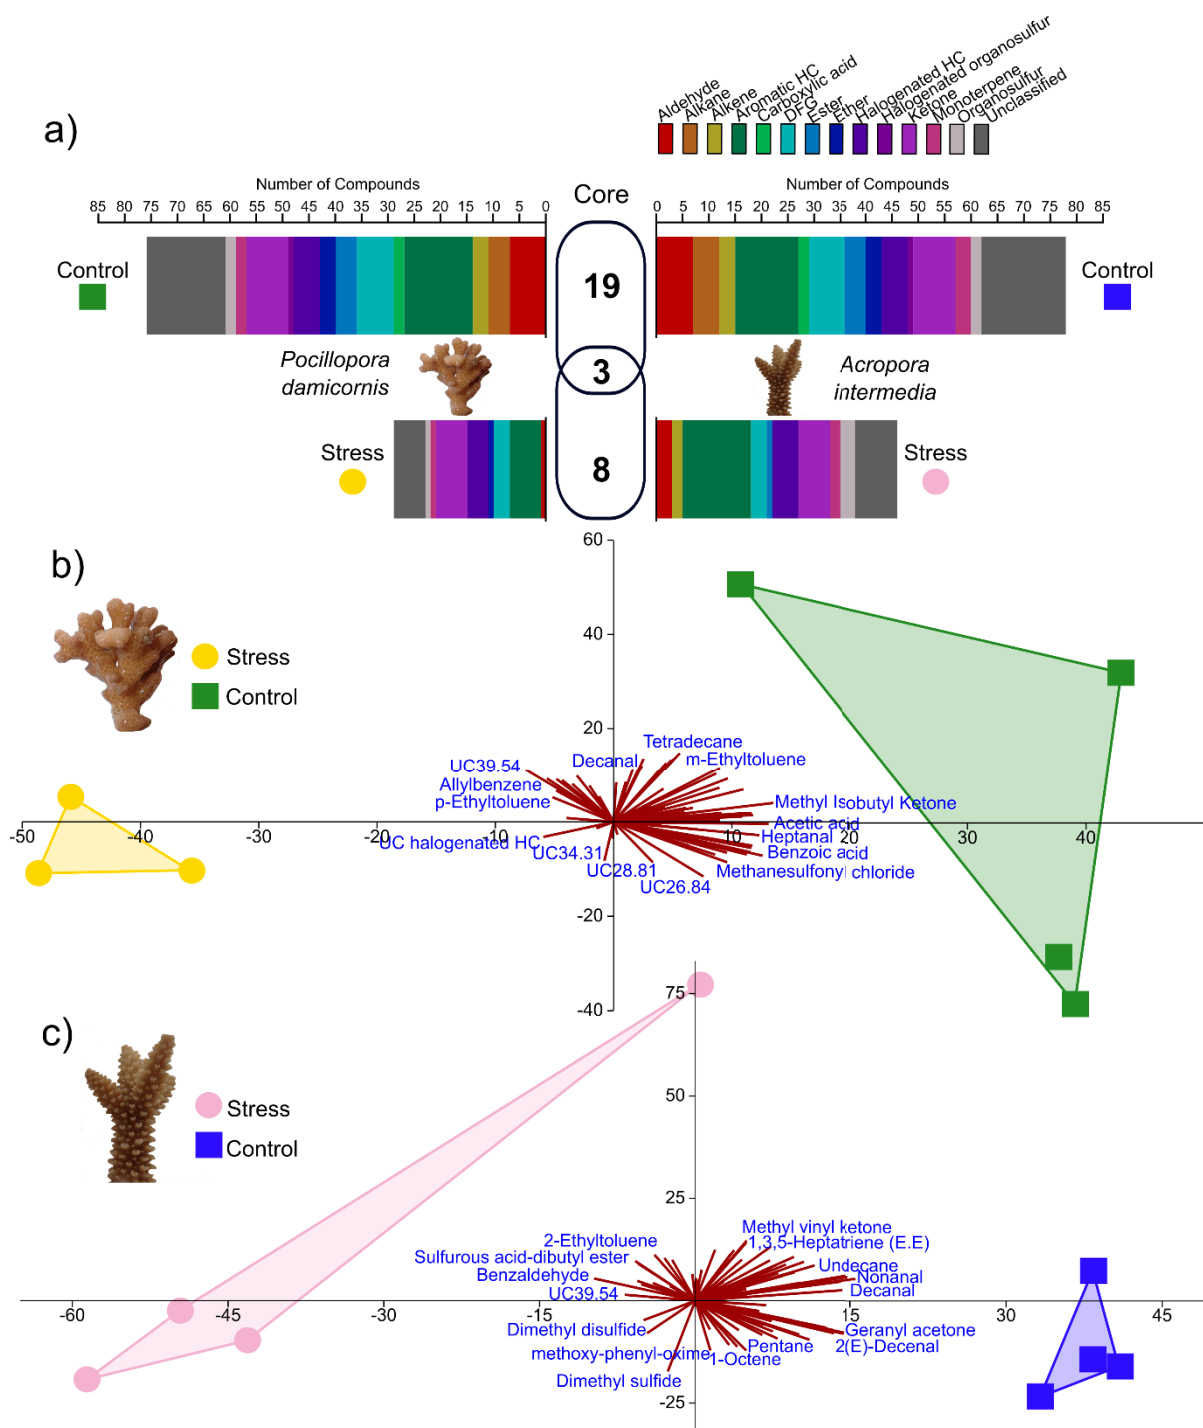 a)
Aldehyde
Alkane
Alkene
Aromatic HC
Carboxylic acid
DFG
Ester
Ether
Halogenated HC
Halogenated organosulfur
Ketone
Monoterpene
Organosulfur
Unclassified
Number of Compounds
Core
Number of Compounds
85 80 75 70 65 60 55 50 45 40 35 30 25 20 15 10 5 0
0 5 10 15 20 25 30 35 40 45 50 55 60 65 70 75 80 85
Control
19
Control
Pocillopora
damicornis
3
Acropora
intermedia
Stress
8
Stress
b)
Stress
Control
60
40
20
-20
-40
-50 -40 -30 -20 10 20 30 40
Tetradecane
Decanal
m-Ethyltoluene
UC39.54
Allylbenzene
p-Ethyltoluene
Methyl Isobutyl Ketone
Acetic acid
Heptanal
UC halogenated HC
UC34.31
Benzoic acid
UC28.81
Methanesulfonyl chloride
UC26.84
c)
Stress
Control
75
50
25
-25
-60 -45 -30 -15 15 30 45
Methyl vinyl ketone
2-Ethyltoluene
1,3,5-Heptatriene (E.E)
Sulfurous acid-dibutyl ester
Undecane
Benzaldehyde
Nonanal
UC39.54
Decanal
Dimethyl disulfide
Geranyl acetone
Pentane
2(E)-Decenal
methoxy-phenyl-oxime
1-Octene
Dimethyl sulfide